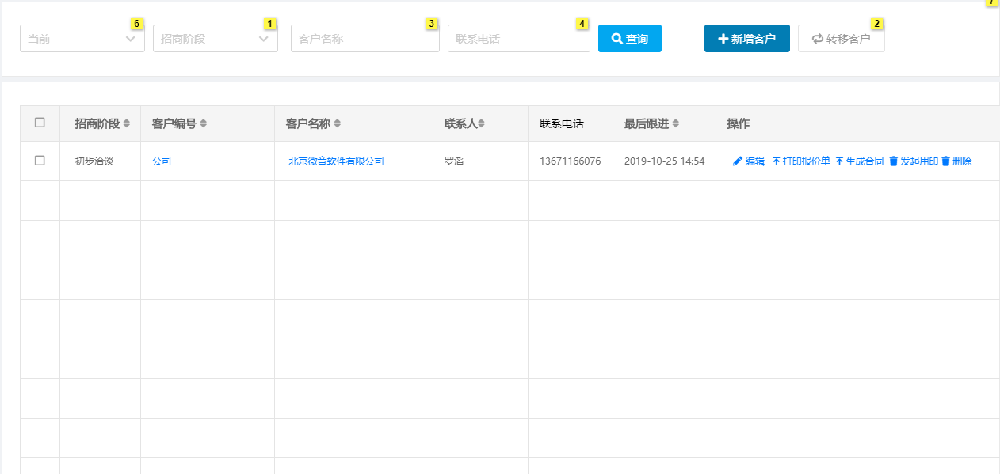 7
6 1 3 4 2
当前 招商阶段 客户名称 联系电话 查询 新增客户 转移客户
招商阶段 客户编号 客户名称 联系人 联系电话 最后跟进 操作
初步洽谈 公司 北京微音软件有限公司 罗滔 13671166076 2019-10-25 14:54 编辑 打印报价单 生成合同 发起用印 删除